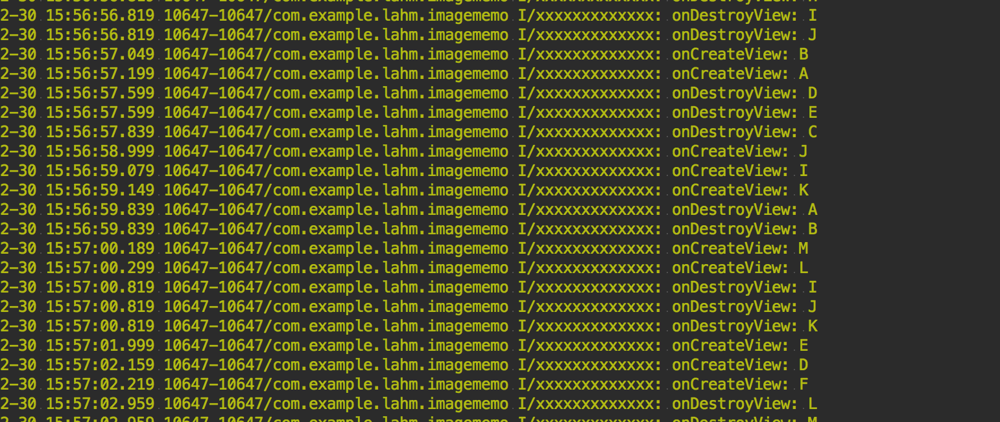 2-30 15:56:56.819 10647-10647/com.example.lahm.imagememo I/xxxxxxxxxxxxx: onDestroyView: I
2-30 15:56:56.819 10647-10647/com.example.lahm.imagememo I/xxxxxxxxxxxxx: onDestroyView: J
2-30 15:56:57.049 10647-10647/com.example.lahm.imagememo I/xxxxxxxxxxxxx: onCreateView: B
2-30 15:56:57.199 10647-10647/com.example.lahm.imagememo I/xxxxxxxxxxxxx: onCreateView: A
2-30 15:56:57.599 10647-10647/com.example.lahm.imagememo I/xxxxxxxxxxxxx: onDestroyView: D
2-30 15:56:57.599 10647-10647/com.example.lahm.imagememo I/xxxxxxxxxxxxx: onDestroyView: E
2-30 15:56:57.839 10647-10647/com.example.lahm.imagememo I/xxxxxxxxxxxxx: onDestroyView: C
2-30 15:56:58.999 10647-10647/com.example.lahm.imagememo I/xxxxxxxxxxxxx: onCreateView: J
2-30 15:56:59.079 10647-10647/com.example.lahm.imagememo I/xxxxxxxxxxxxx: onCreateView: I
2-30 15:56:59.149 10647-10647/com.example.lahm.imagememo I/xxxxxxxxxxxxx: onCreateView: K
2-30 15:56:59.839 10647-10647/com.example.lahm.imagememo I/xxxxxxxxxxxxx: onDestroyView: A
2-30 15:56:59.839 10647-10647/com.example.lahm.imagememo I/xxxxxxxxxxxxx: onDestroyView: B
2-30 15:57:00.189 10647-10647/com.example.lahm.imagememo I/xxxxxxxxxxxxx: onCreateView: M
2-30 15:57:00.299 10647-10647/com.example.lahm.imagememo I/xxxxxxxxxxxxx: onCreateView: L
2-30 15:57:00.819 10647-10647/com.example.lahm.imagememo I/xxxxxxxxxxxxx: onDestroyView: I
2-30 15:57:00.819 10647-10647/com.example.lahm.imagememo I/xxxxxxxxxxxxx: onDestroyView: J
2-30 15:57:00.819 10647-10647/com.example.lahm.imagememo I/xxxxxxxxxxxxx: onDestroyView: K
2-30 15:57:01.999 10647-10647/com.example.lahm.imagememo I/xxxxxxxxxxxxx: onCreateView: E
2-30 15:57:02.159 10647-10647/com.example.lahm.imagememo I/xxxxxxxxxxxxx: onCreateView: D
2-30 15:57:02.219 10647-10647/com.example.lahm.imagememo I/xxxxxxxxxxxxx: onCreateView: F
2-30 15:57:02.959 10647-10647/com.example.lahm.imagememo I/xxxxxxxxxxxxx: onDestroyView: L